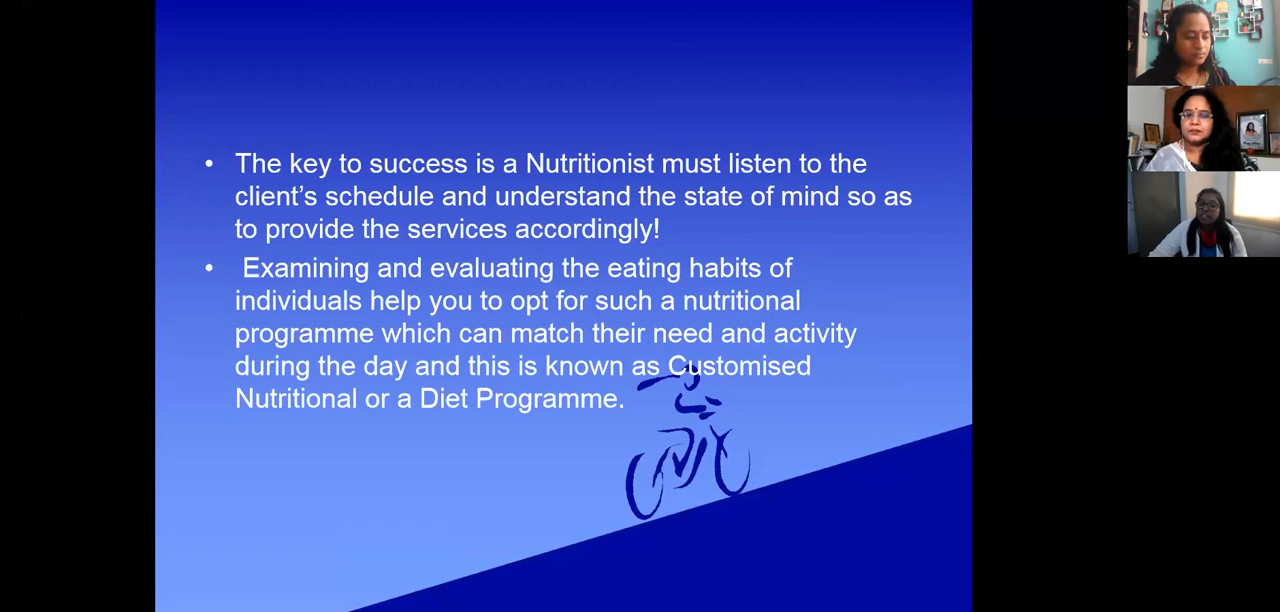 • The key to success is a Nutritionist must listen to the
client's schedule and understand the state of mind so as
to provide the services accordingly!
• Examining and evaluating the eating habits of
individuals help you to opt for such a nutritional
programme which can match their need and activity
during the day and this is known as Customised
Nutritional or a Diet Programme.